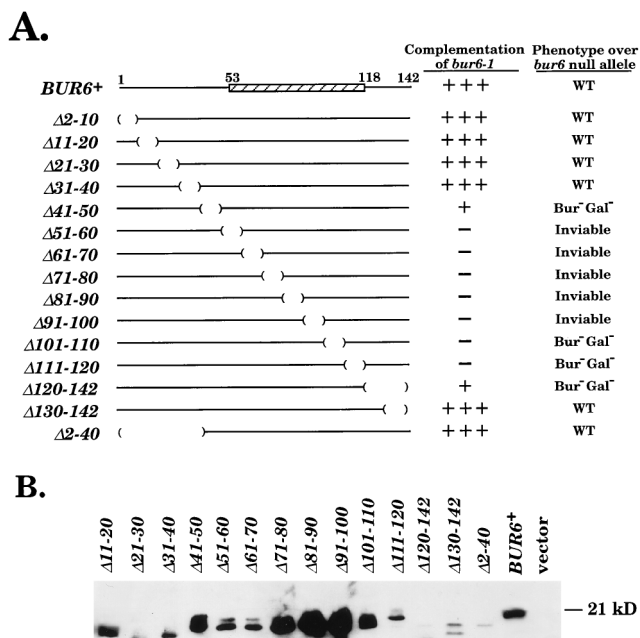 A.
Complementation of bur6-1
Phenotype over bur6 null allele
BUR6+ 1 53 118 142 +++ WT
Δ2-10 ( ) +++ WT
Δ11-20 ( ) +++ WT
Δ21-30 ( ) +++ WT
Δ31-40 ( ) +++ WT
Δ41-50 ( ) + Bur⁻Gal⁻
Δ51-60 ( ) − Inviable
Δ61-70 ( ) − Inviable
Δ71-80 ( ) − Inviable
Δ81-90 ( ) − Inviable
Δ91-100 ( ) − Inviable
Δ101-110 ( ) − Bur⁻Gal⁻
Δ111-120 ( ) − Bur⁻Gal⁻
Δ120-142 ( ) + Bur⁻Gal⁻
Δ130-142 ( ) +++ WT
Δ2-40 ( ) +++ WT
B.
Δ11-20 Δ21-30 Δ31-40 Δ41-50 Δ51-60 Δ61-70 Δ71-80 Δ81-90 Δ91-100 Δ101-110 Δ111-120 Δ120-142 Δ130-142 Δ2-40 BUR6⁺ vector
— 21 kD